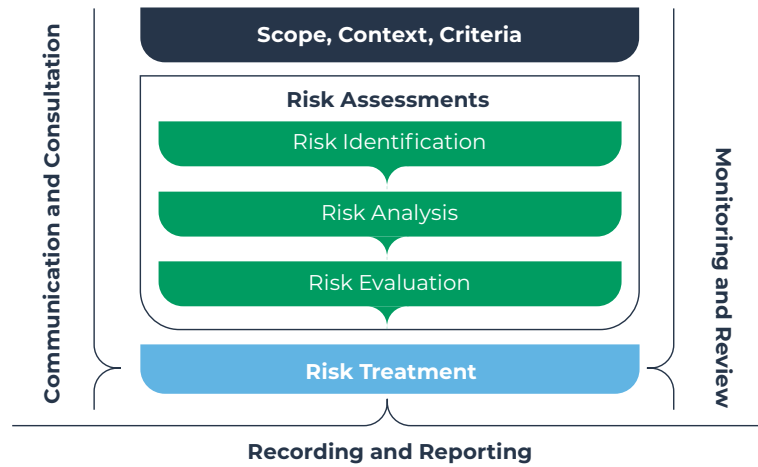 Scope, Context, Criteria
Risk Assessments
Risk Identification
Risk Analysis
Risk Evaluation
Risk Treatment
Communication and Consultation
Monitoring and Review
Recording and Reporting